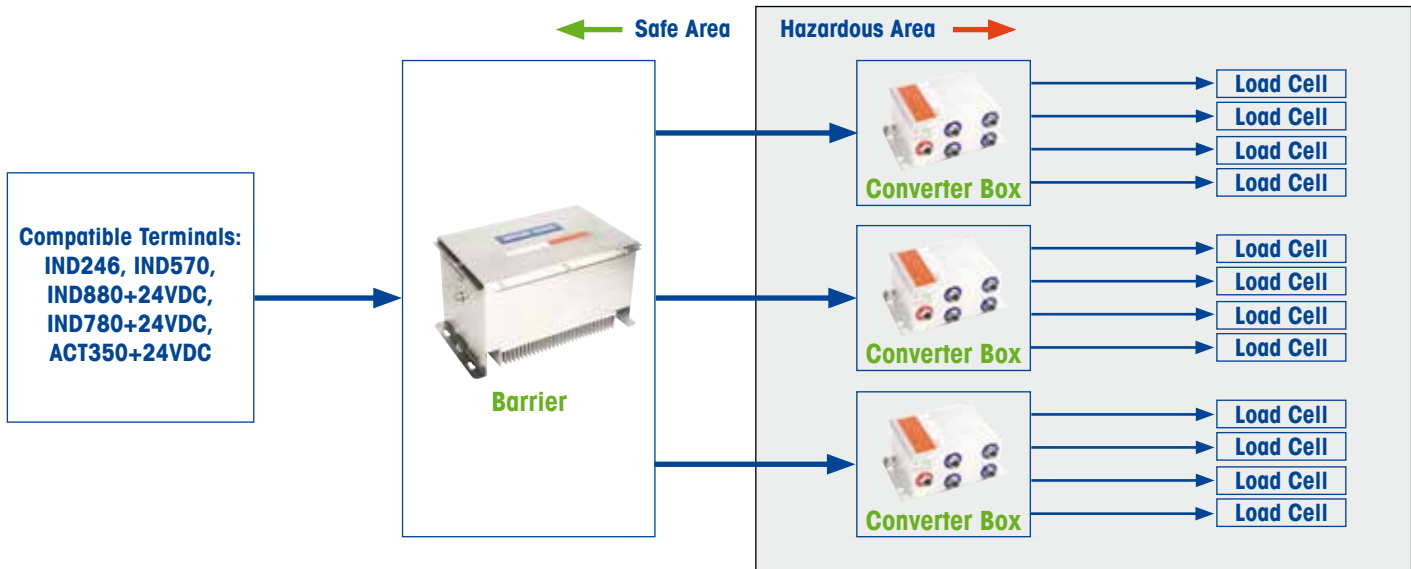 Safe Area
Hazardous Area
Compatible Terminals:
IND246, IND570,
IND880+24VDC,
IND780+24VDC,
ACT350+24VDC
Barrier
Converter Box
Load Cell
Load Cell
Load Cell
Load Cell
Converter Box
Load Cell
Load Cell
Load Cell
Load Cell
Converter Box
Load Cell
Load Cell
Load Cell
Load Cell